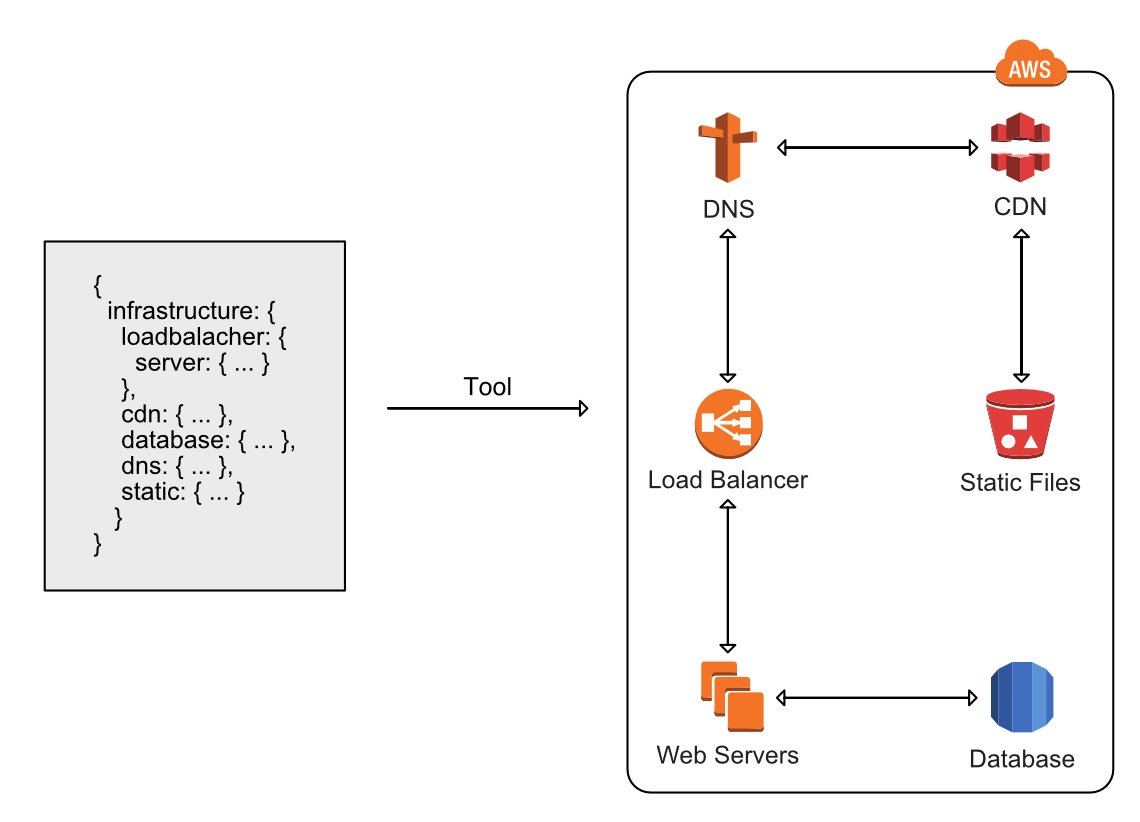 {
infrastructure: {
loadbalacher: {
server: { ... }
},
cdn: { ... },
database: { ... },
dns: { ... },
static: { ... }
}
}
Tool
AWS
DNS
CDN
Load Balancer
Static Files
Web Servers
Database